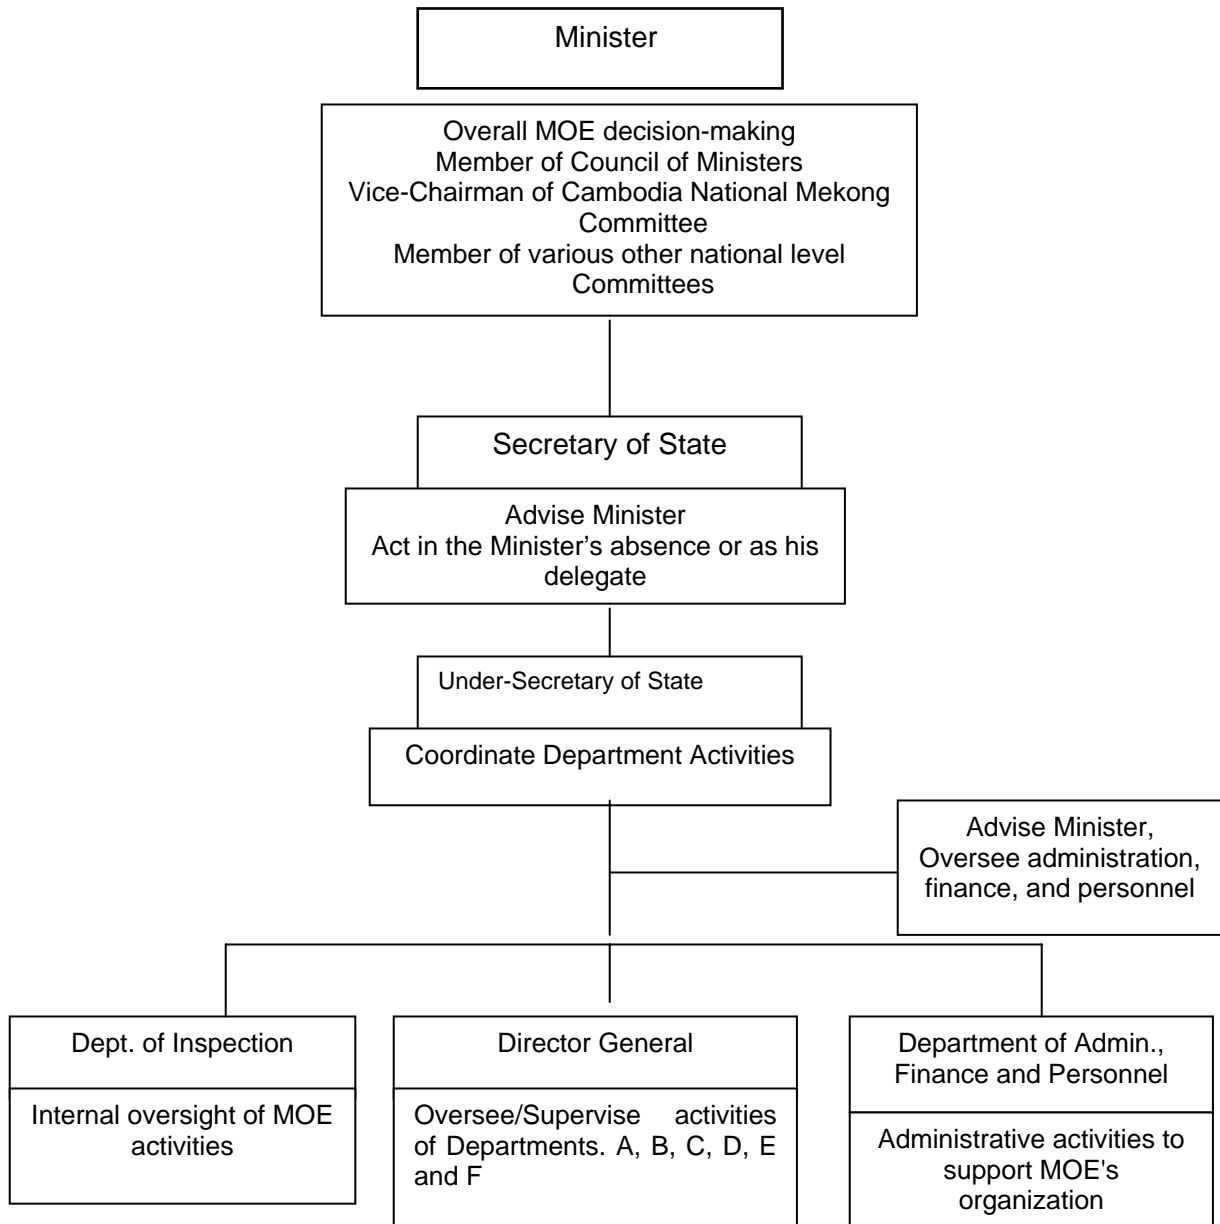 Minister
Overall MOE decision-making
Member of Council of Ministers
Vice-Chairman of Cambodia National Mekong
Committee
Member of various other national level
Committees
Secretary of State
Advise Minister
Act in the Minister’s absence or as his
delegate
Under-Secretary of State
Coordinate Department Activities
Advise Minister,
Oversee administration,
finance, and personnel
Dept. of Inspection
Internal oversight of MOE
activities
Director General
Oversee/Supervise activities
of Departments. A, B, C, D, E
and F
Department of Admin.,
Finance and Personnel
Administrative activities to
support MOE's
organization